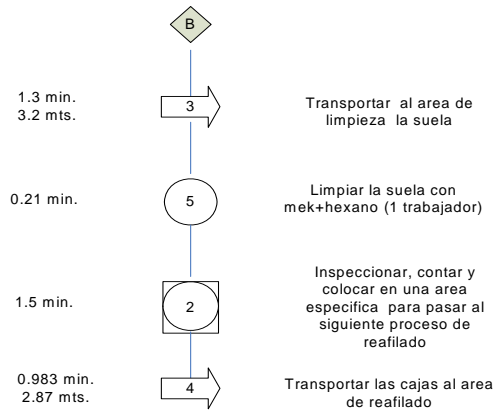 B
1.3 min.
3.2 mts.
3
Transportar al area de
limpieza la suela
0.21 min.
5
Limpiar la suela con
mek+hexano (1 trabajador)
1.5 min.
2
Inspeccionar, contar y
colocar en una area
especifica para pasar al
siguiente proceso de
reafilado
0.983 min.
2.87 mts.
4
Transportar las cajas al area
de reafilado